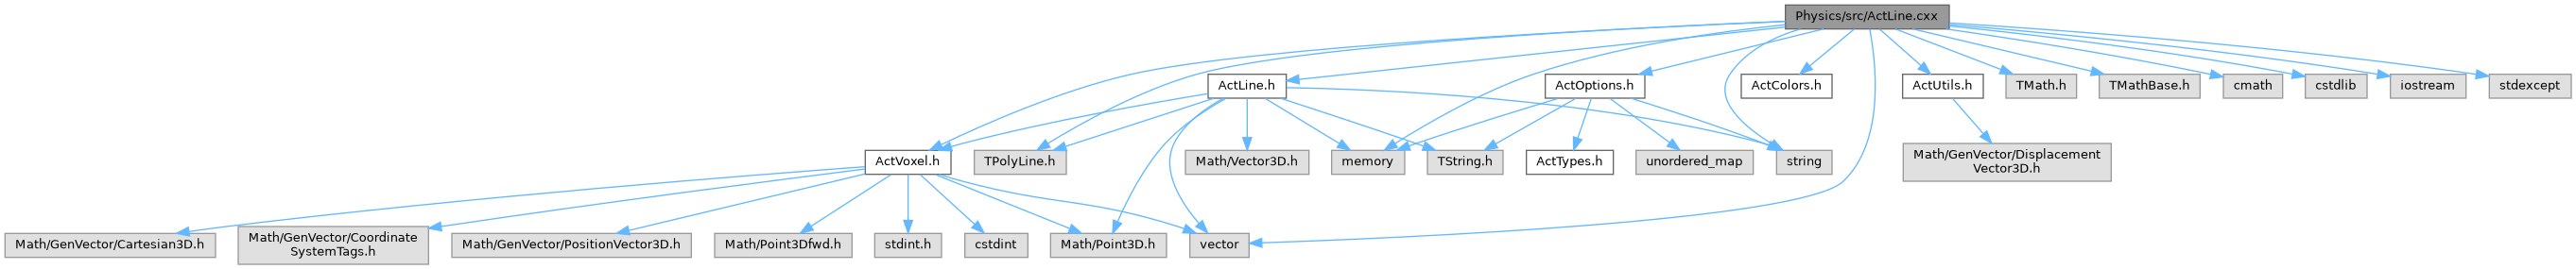 Physics/src/ActLine.cxx
ActLine.h
ActOptions.h
ActColors.h
ActUtils.h
TMath.h
TMathBase.h
cmath
cstdlib
iostream
stdexcept
ActVoxel.h
TPolyLine.h
Math/Vector3D.h
memory
TString.h
ActTypes.h
unordered_map
string
Math/GenVector/Displacement
Vector3D.h
Math/GenVector/Cartesian3D.h
Math/GenVector/Coordinate
SystemTags.h
Math/GenVector/PositionVector3D.h
Math/Point3Dfwd.h
stdint.h
cstdint
Math/Point3D.h
vector